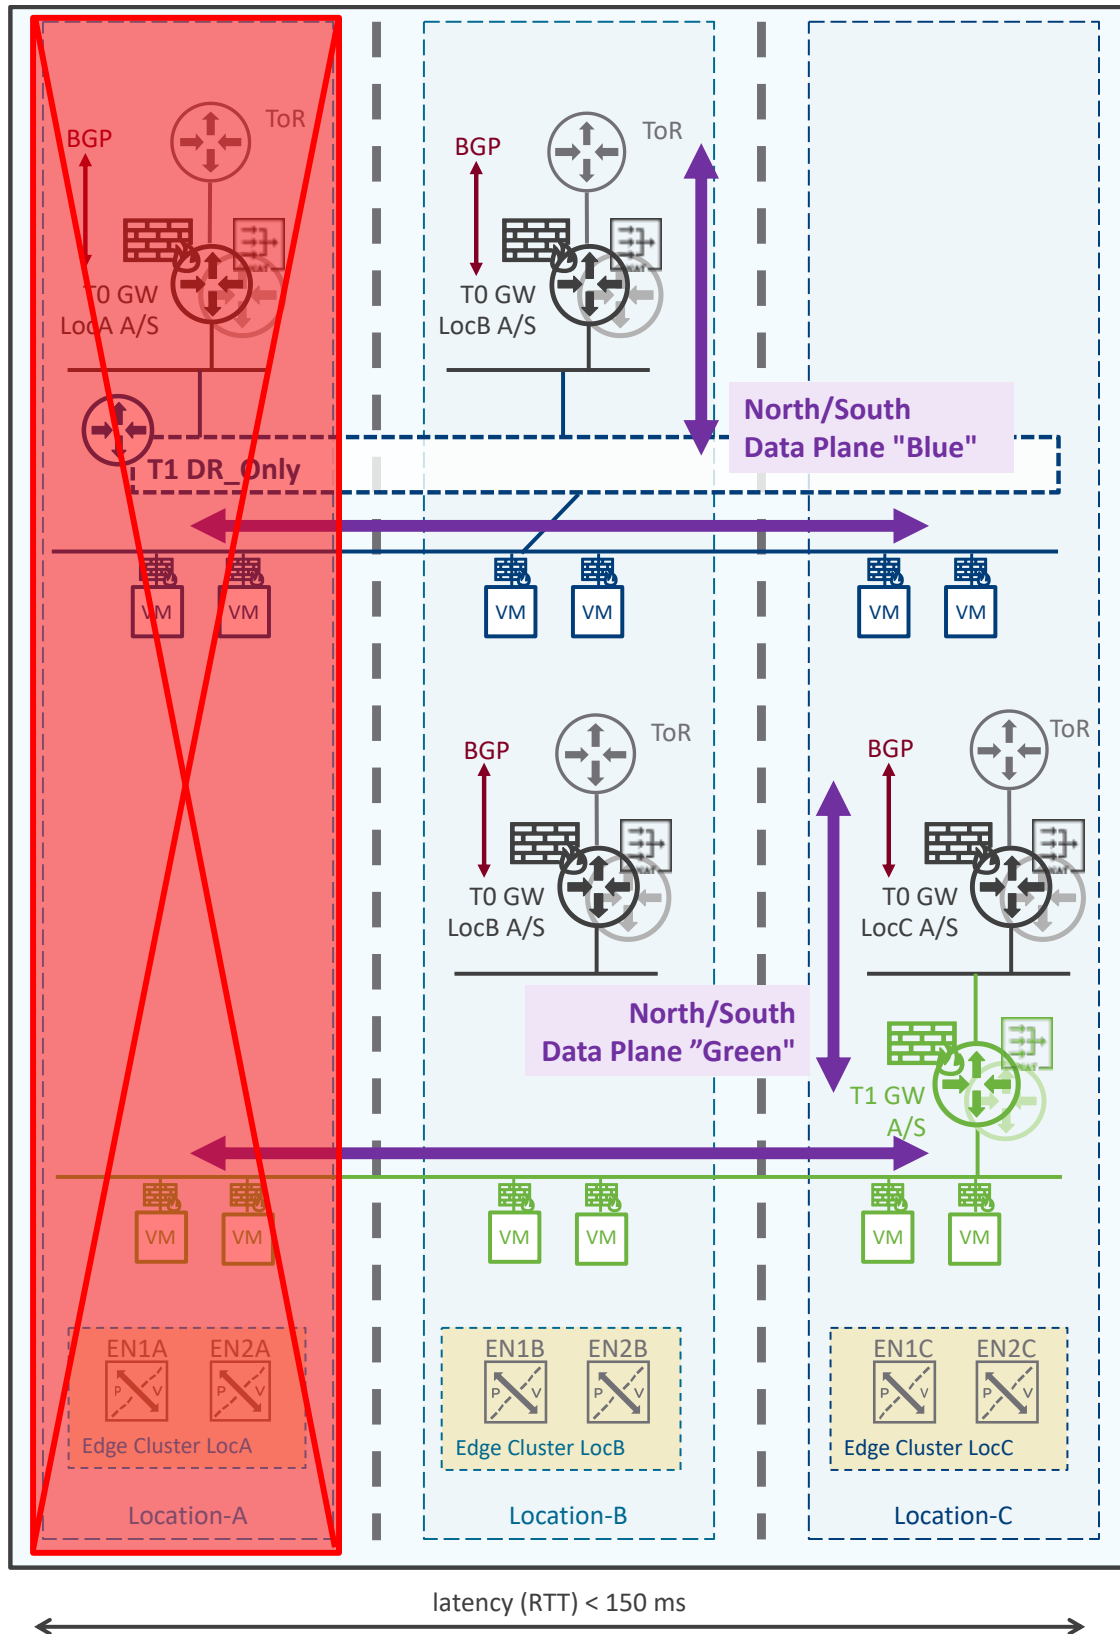 ToR
BGP
T0 GW
LocA A/S
ToR
BGP
T0 GW
LocB A/S
North/South
Data Plane "Blue"
T1 DR_Only
VM
VM
VM
VM
VM
VM
ToR
BGP
T0 GW
LocB A/S
ToR
BGP
T0 GW
LocC A/S
North/South
Data Plane ”Green"
T1 GW
A/S
VM
VM
VM
VM
VM
VM
EN1A
EN2A
P
V
P
V
Edge Cluster LocA
EN1B
EN2B
P
V
P
V
Edge Cluster LocB
EN1C
EN2C
P
V
P
V
Edge Cluster LocC
Location-A
Location-B
Location-C
latency (RTT) < 150 ms